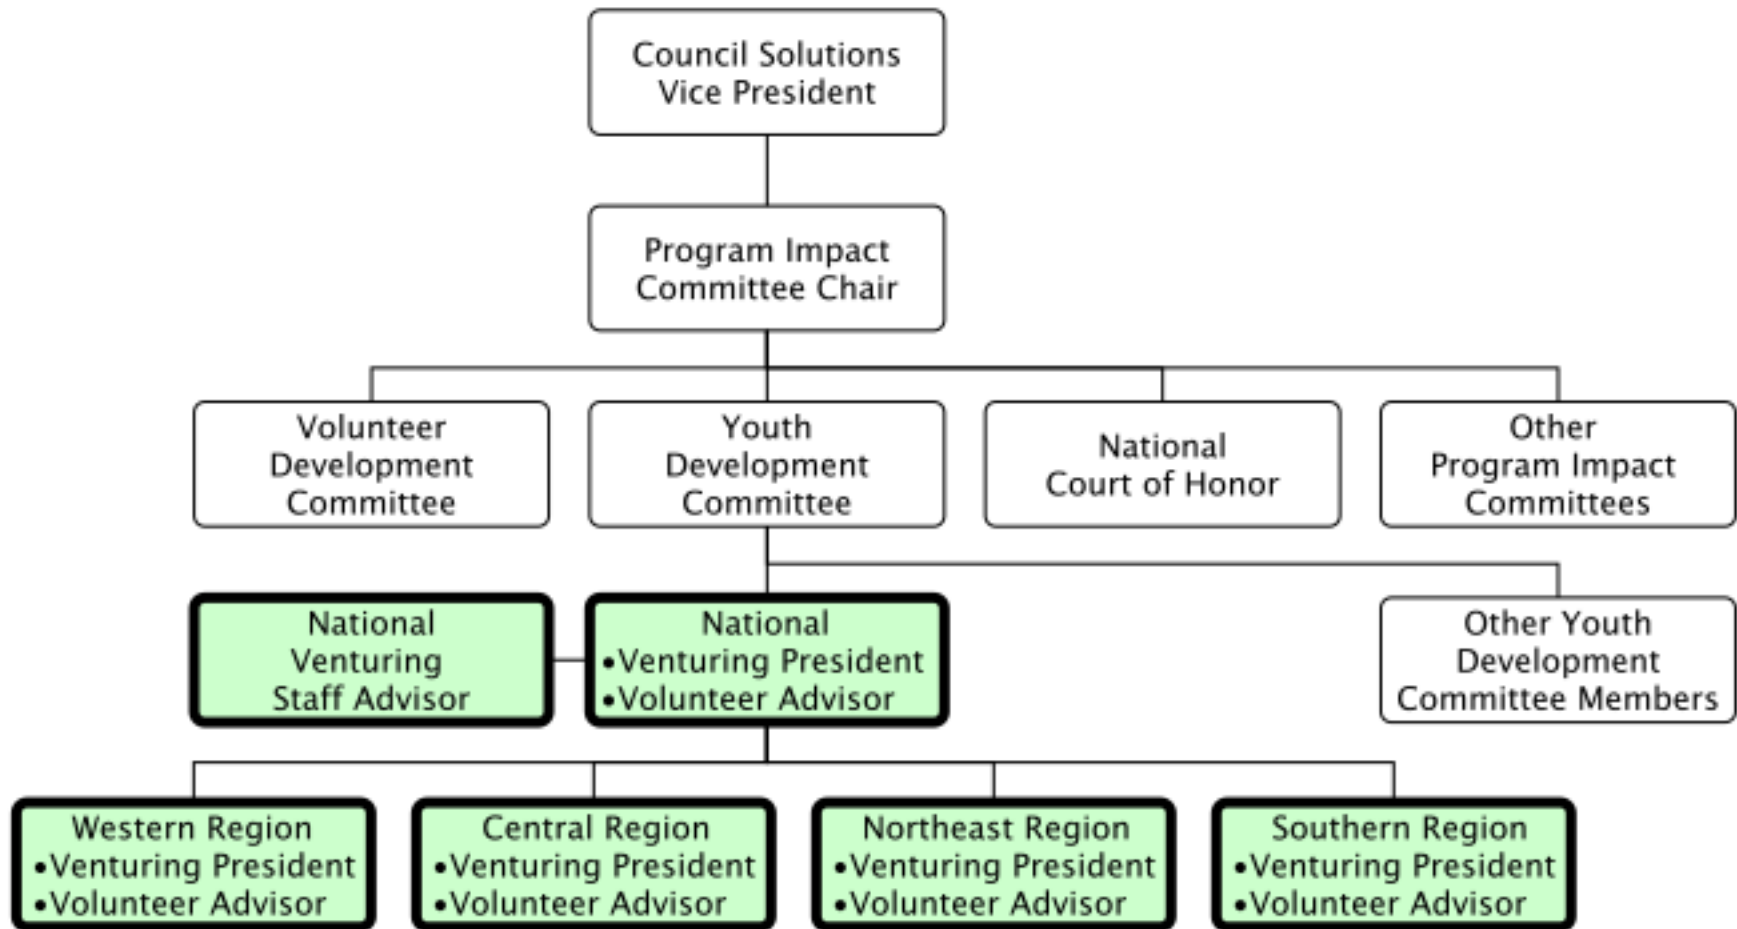 Council Solutions
Vice President
Program Impact
Committee Chair
Volunteer
Development
Committee
Youth
Development
Committee
National
Court of Honor
Other
Program Impact
Committees
National
Venturing
Staff Advisor
National
•Venturing President
•Volunteer Advisor
Other Youth
Development
Committee Members
Western Region
•Venturing President
•Volunteer Advisor
Central Region
•Venturing President
•Volunteer Advisor
Northeast Region
•Venturing President
•Volunteer Advisor
Southern Region
•Venturing President
•Volunteer Advisor